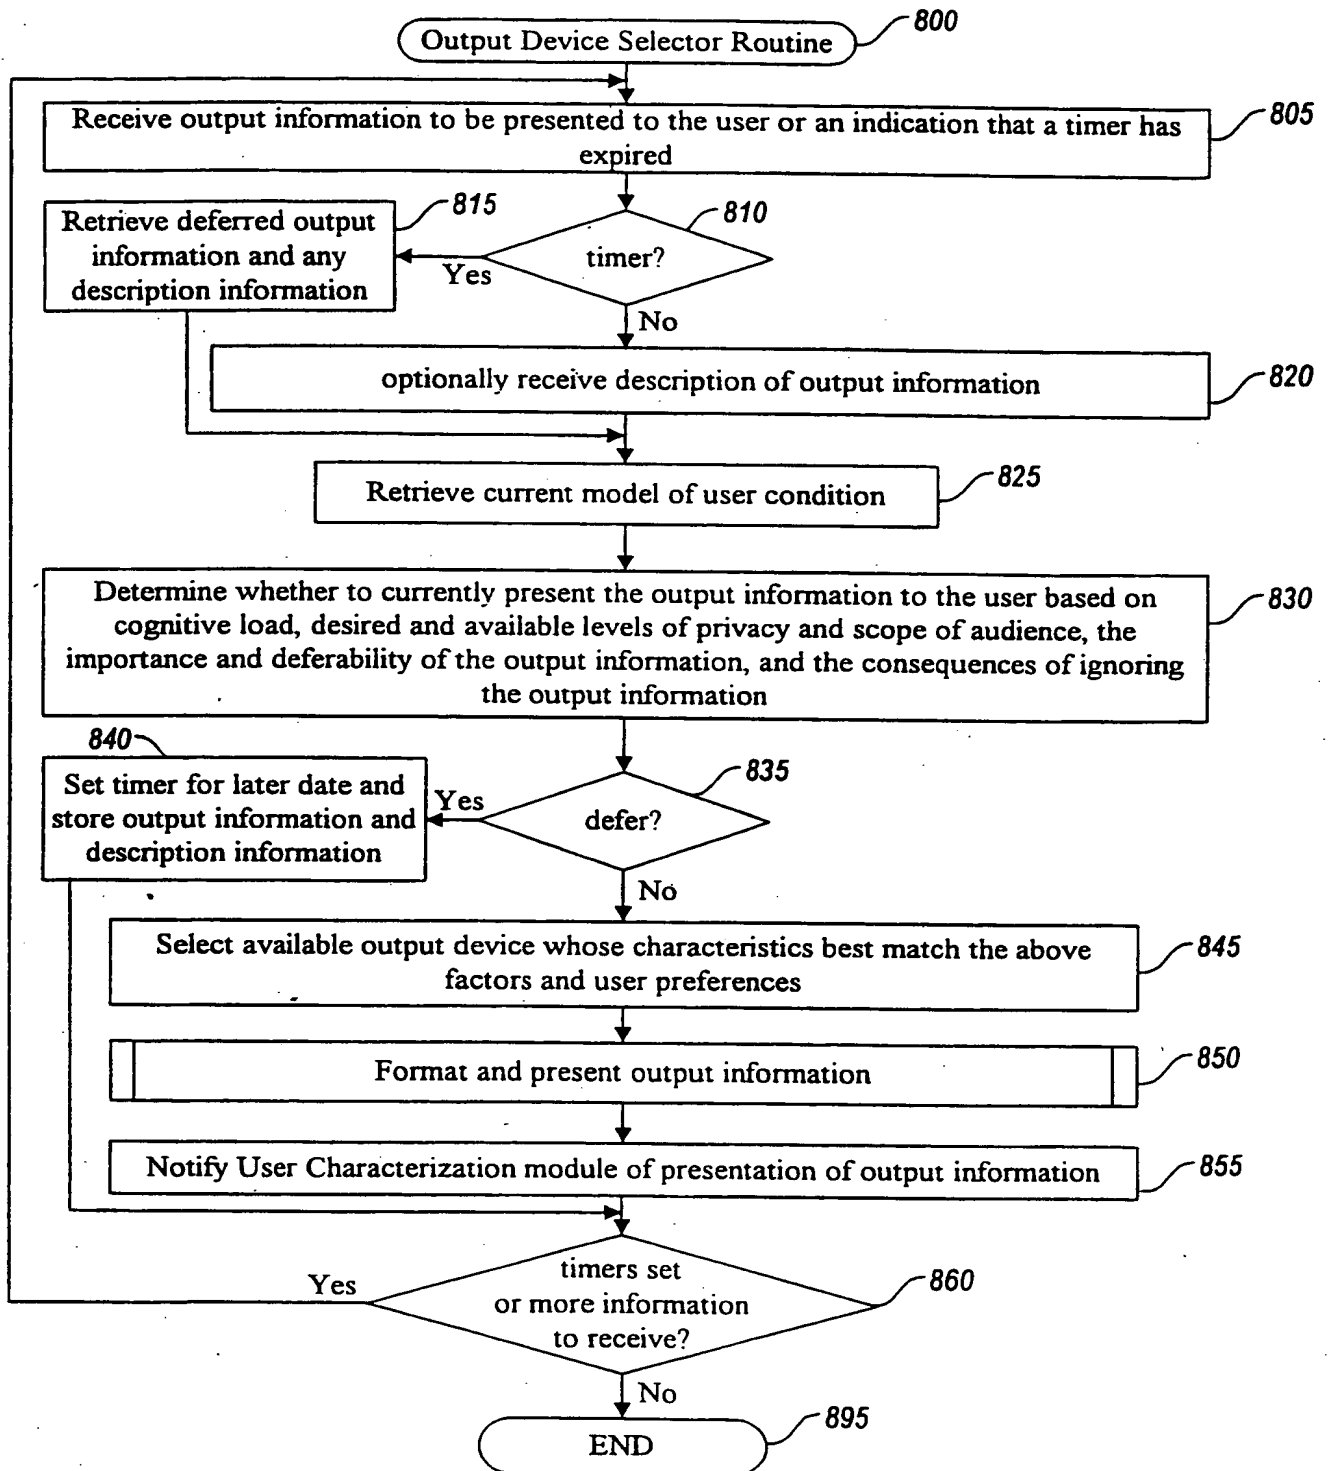 800
Output Device Selector Routine
805
Receive output information to be presented to the user or an indication that a timer has
expired
815
810
Retrieve deferred output
information and any
description information
Yes
timer?
No
optionally receive description of output information
820
Retrieve current model of user condition
825
Determine whether to currently present the output information to the user based on
cognitive load, desired and available levels of privacy and scope of audience, the
importance and deferability of the output information, and the consequences of ignoring
the output information
830
840
Set timer for later date and
store output information and
description information
Yes
defer?
835
No
Select available output device whose characteristics best match the above
factors and user preferences
845
Format and present output information
850
Notify User Characterization module of presentation of output information
855
Yes
timers set
or more information
to receive?
860
No
END
895